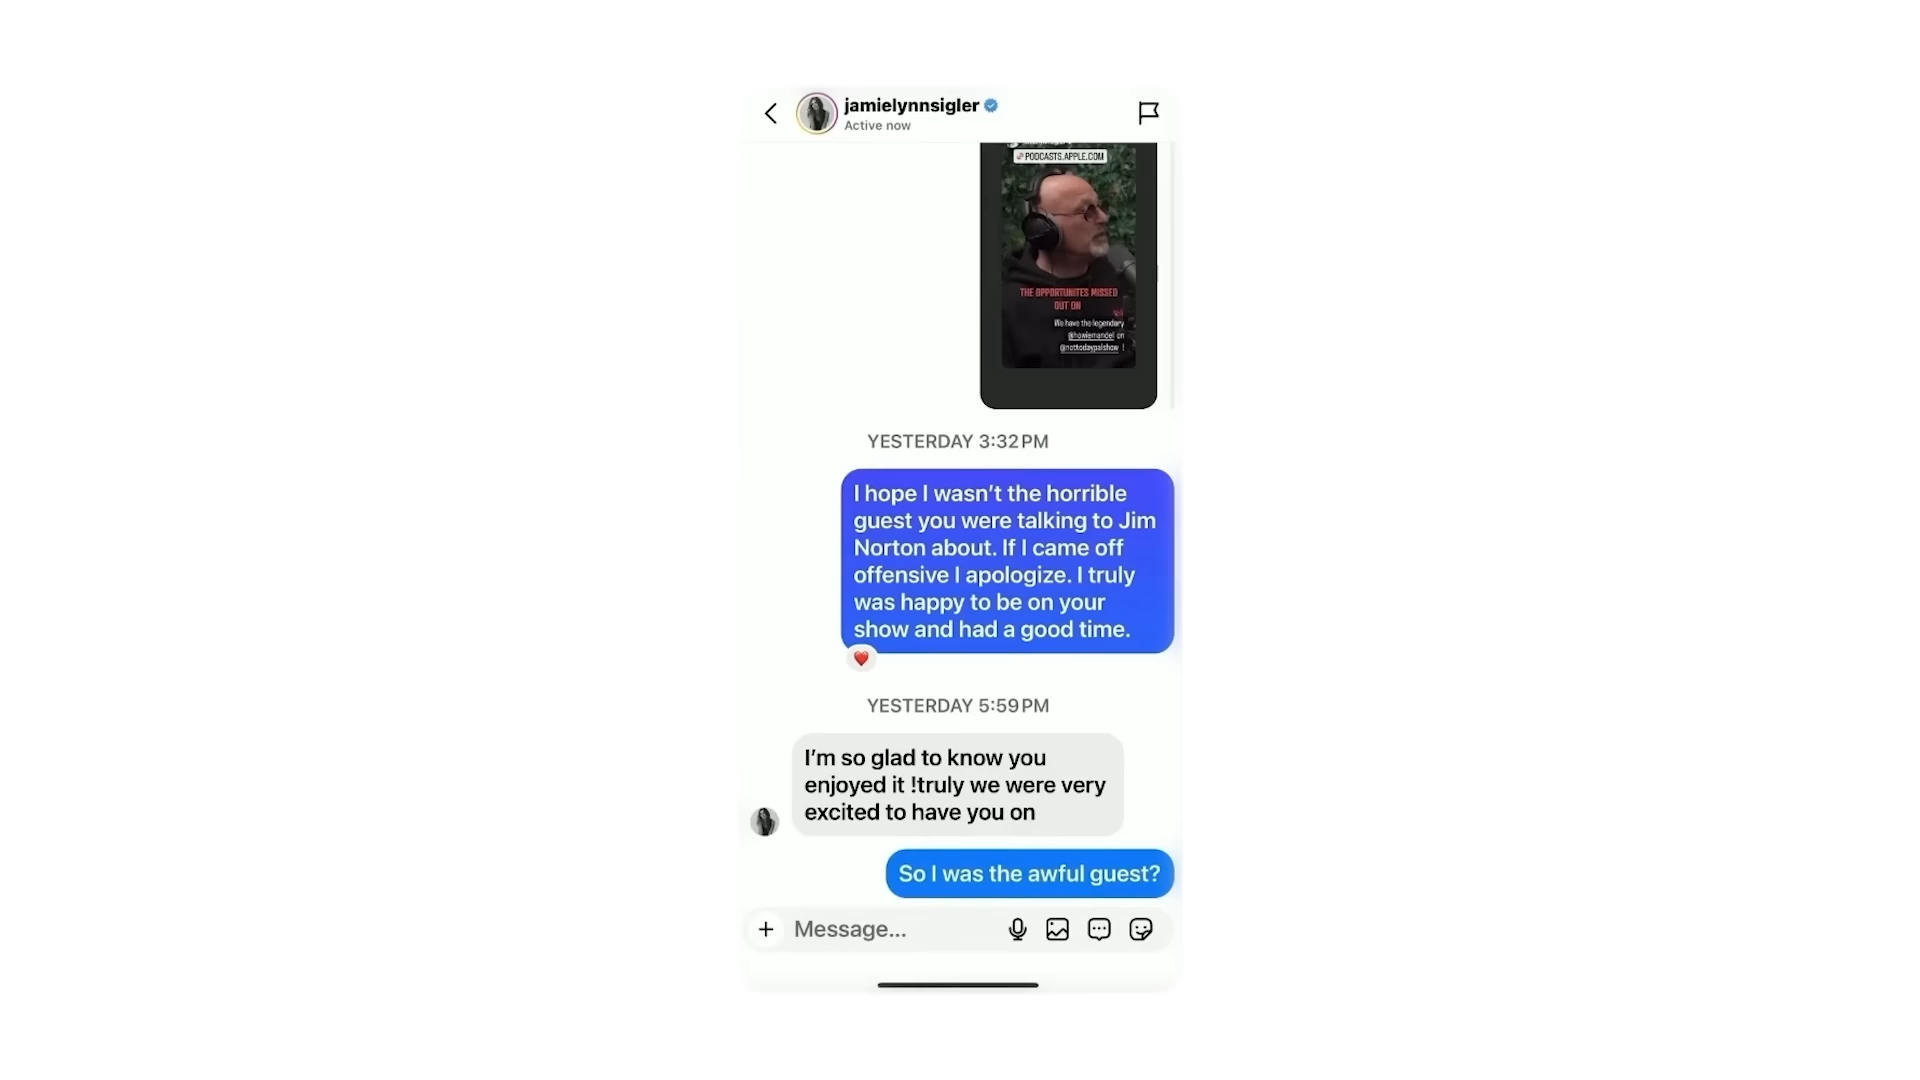 jamielynnsigler
Active now
PODCASTS.APPLE.COM
THE OPPORTUNITES MISSED
OUT ON
We have the legendary
@howiemandel on
@nottodaypalshow !
YESTERDAY 3:32 PM
I hope I wasn’t the horrible
guest you were talking to Jim
Norton about. If I came off
offensive I apologize. I truly
was happy to be on your
show and had a good time.
YESTERDAY 5:59 PM
I’m so glad to know you
enjoyed it !truly we were very
excited to have you on
So I was the awful guest?
Message...